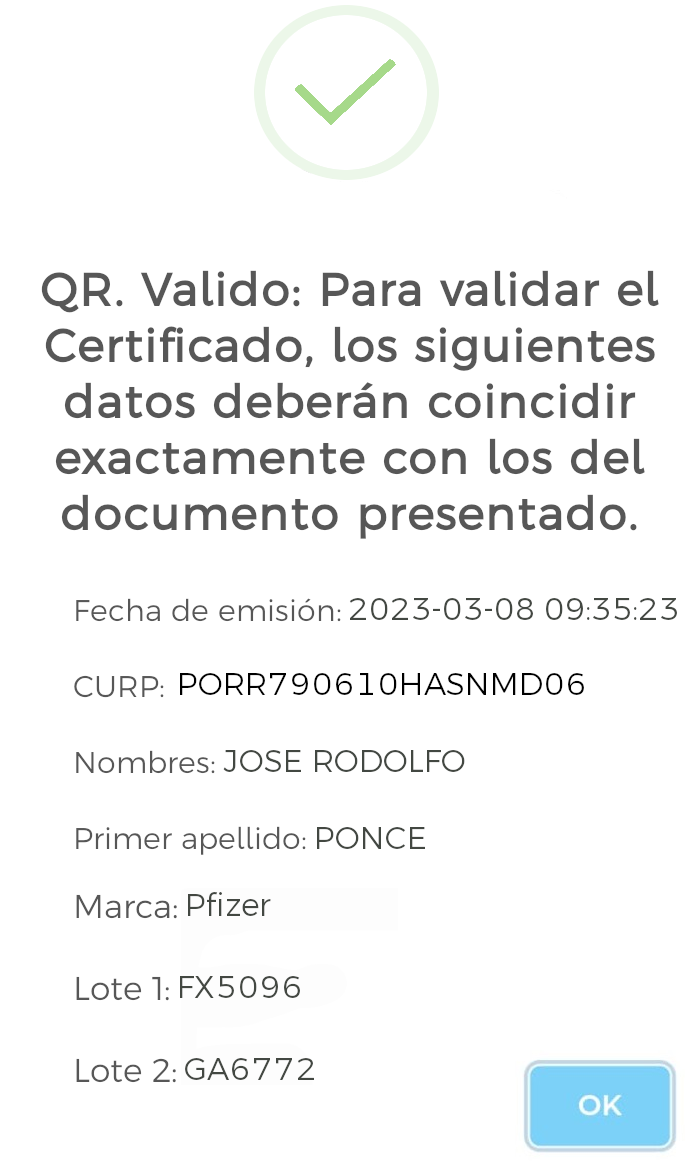 QR. Valido: Para validar el
Certificado, los siguientes
datos deberán coincidir
exactamente con los del
documento presentado.
Fecha de emisión: 2023-03-08 09:35:23
CURP: PORR790610HASNMD06
Nombres: JOSE RODOLFO
Primer apellido: PONCE
Marca: Pfizer
Lote 1: FX5096
Lote 2: GA6772
OK